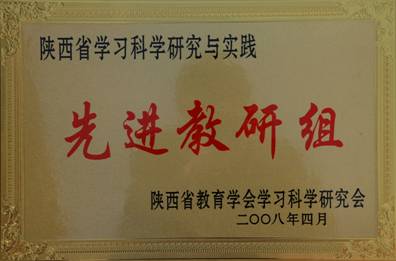 陕西省学习科学研究与实践
先进教研组
陕西省教育学会学习科学研究会
二〇〇八年四月